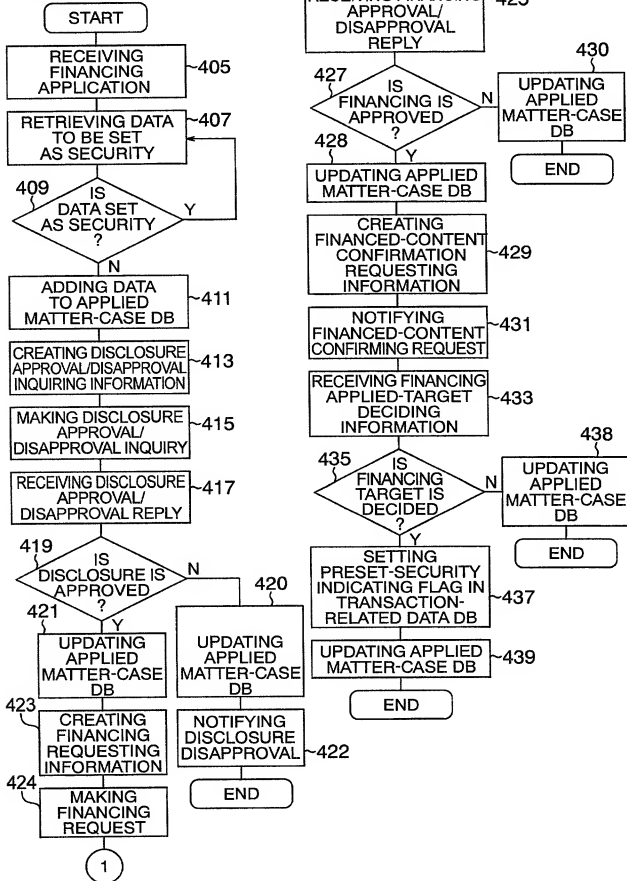 START
RECEIVING
FINANCING
APPLICATION
405
RETRIEVING DATA
TO BE SET
AS SECURITY
407
409
IS
DATA SET
AS SECURITY
?
Y
N
ADDING DATA
TO APPLIED
MATTER-CASE DB
411
CREATING DISCLOSURE
APPROVAL/DISAPPROVAL
INQUIRING INFORMATION
413
MAKING DISCLOSURE
APPROVAL/
DISAPPROVAL INQUIRY
415
RECEIVING DISCLOSURE
APPROVAL/
DISAPPROVAL REPLY
417
419
IS
DISCLOSURE IS
APPROVED
?
N
Y
421
UPDATING
APPLIED
MATTER-CASE
DB
420
UPDATING
APPLIED
MATTER-CASE
DB
423
CREATING
FINANCING
REQUESTING
INFORMATION
NOTIFYING
DISCLOSURE
DISAPPROVAL
422
END
424
MAKING
FINANCING
REQUEST
1
RECEIVING FINANCING
APPROVAL/
DISAPPROVAL
REPLY
425
427
IS
FINANCING IS
APPROVED
?
N
Y
430
UPDATING
APPLIED
MATTER-CASE
DB
END
428
UPDATING APPLIED
MATTER-CASE DB
CREATING
FINANCED-CONTENT
CONFIRMATION
REQUESTING
INFORMATION
429
NOTIFYING
FINANCED-CONTENT
CONFIRMING REQUEST
431
RECEIVING FINANCING
APPLIED-TARGET
DECIDING
INFORMATION
433
435
IS
FINANCING
TARGET IS
DECIDED
?
N
Y
438
UPDATING
APPLIED
MATTER-CASE
DB
END
SETTING
PRESET-SECURITY
INDICATING FLAG IN
TRANSACTION-
RELATED DATA DB
437
UPDATING APPLIED
MATTER-CASE DB
439
END